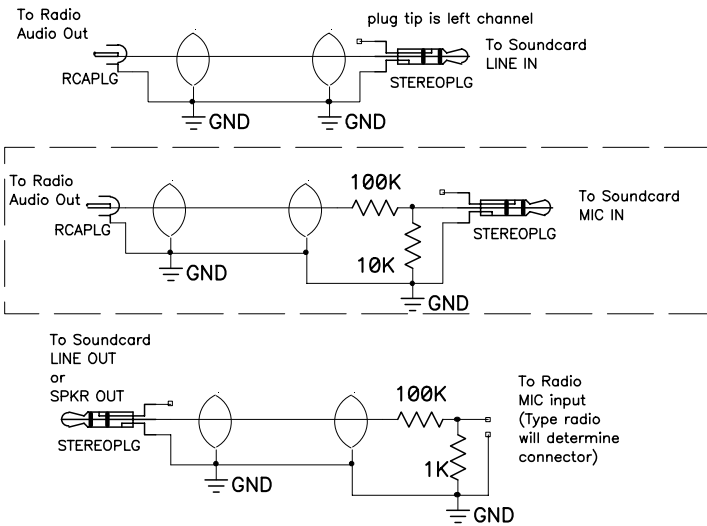 To Radio
Audio Out
plug tip is left channel
To Soundcard
LINE IN
RCAPLG
STEREOPLG
GND
GND
To Radio
Audio Out
100K
To Soundcard
MIC IN
RCAPLG
STEREOPLG
10K
GND
GND
To Soundcard
LINE OUT
or
SPKR OUT
STEREOPLG
100K
To Radio
MIC input
(Type radio
will determine
connector)
1K
GND
GND